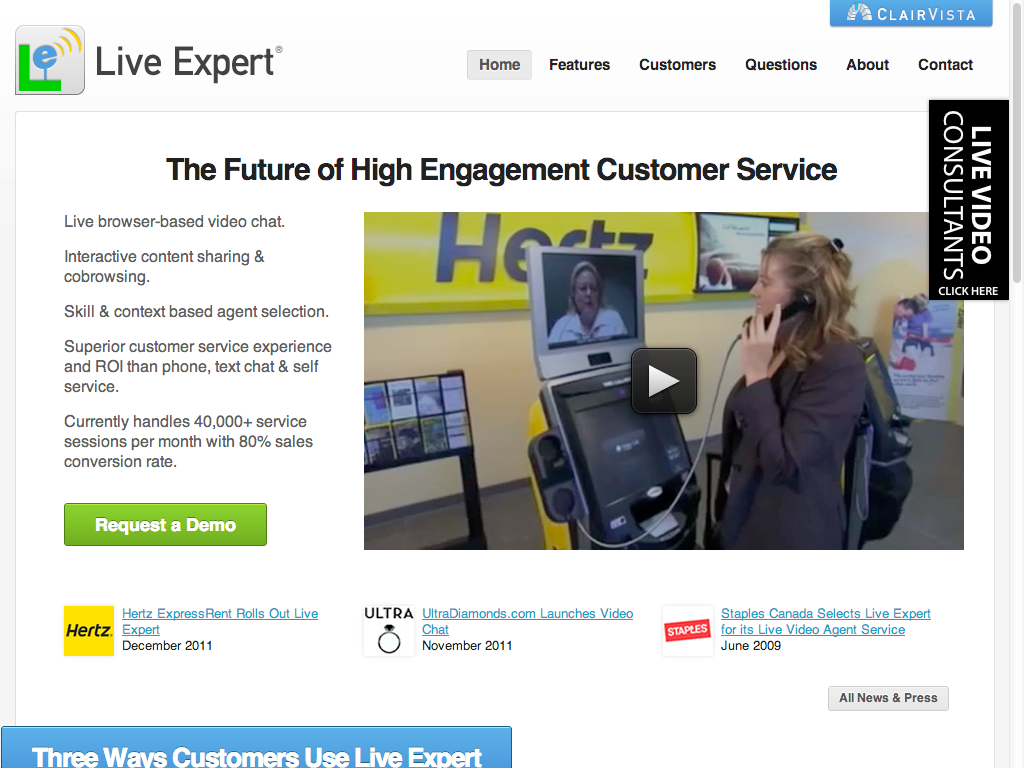 CLAIRVISTA
Le
Live Expert®
Home
Features
Customers
Questions
About
Contact
LIVE VIDEO
CONSULTANTS
CLICK HERE
The Future of High Engagement Customer Service
Live browser-based video chat.
Interactive content sharing &
cobrowsing.
Skill & context based agent selection.
Superior customer service experience
and ROI than phone, text chat & self
service.
Currently handles 40,000+ service
sessions per month with 80% sales
conversion rate.
Request a Demo
Hertz
Hertz.
Hertz ExpressRent Rolls Out Live
Expert
December 2011
ULTRA
UltraDiamonds.com Launches Video
Chat
November 2011
STAPLES
Staples Canada Selects Live Expert
for its Live Video Agent Service
June 2009
All News & Press
Three Ways Customers Use Live Expert